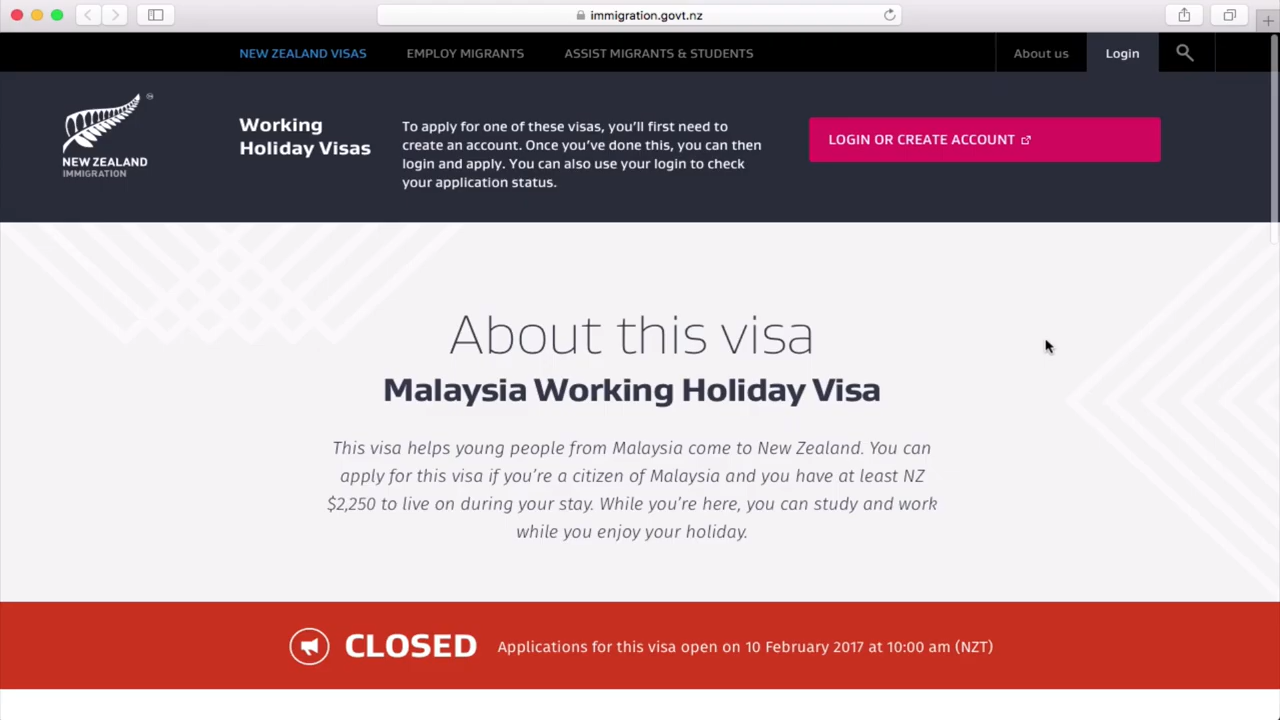 immigration.govt.nz
NEW ZEALAND VISAS EMPLOY MIGRANTS ASSIST MIGRANTS & STUDENTS About us Login
NEW ZEALAND
IMMIGRATION
Working
Holiday Visas
To apply for one of these visas, you'll first need to
create an account. Once you've done this, you can then
login and apply. You can also use your login to check
your application status.
LOGIN OR CREATE ACCOUNT
About this visa
Malaysia Working Holiday Visa
This visa helps young people from Malaysia come to New Zealand. You can
apply for this visa if you're a citizen of Malaysia and you have at least NZ
$2,250 to live on during your stay. While you're here, you can study and work
while you enjoy your holiday.
CLOSED Applications for this visa open on 10 February 2017 at 10:00 am (NZT)